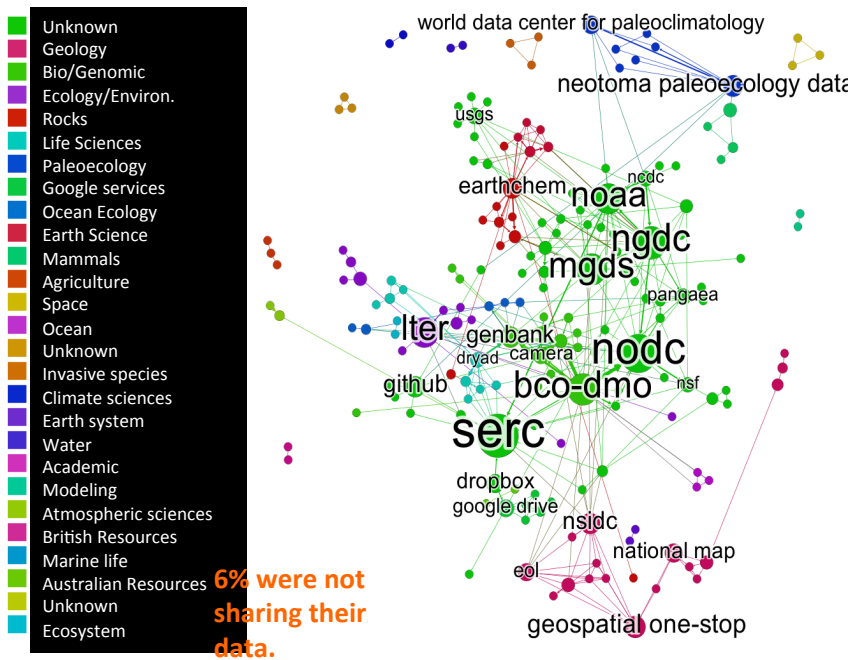 Unknown
Geology
Bio/Genomic
Ecology/Environ.
Rocks
Life Sciences
Paleoecology
Google services
Ocean Ecology
Earth Science
Mammals
Agriculture
Space
Ocean
Unknown
Invasive species
Climate sciences
Earth system
Water
Academic
Modeling
Atmospheric sciences
British Resources
Marine life
Australian Resources
Unknown
Ecosystem
6% were not
sharing their
data.
world data center for paleoclimatology
neotoma paleoecology data
usgs
earthchem
ncdc
noaa
ngdc
mgds
pangaea
lter
genbank
dryad
camera
nodc
github
bco-dmo
nsf
serc
dropbox
google drive
nsidc
national map
eol
geospatial one-stop